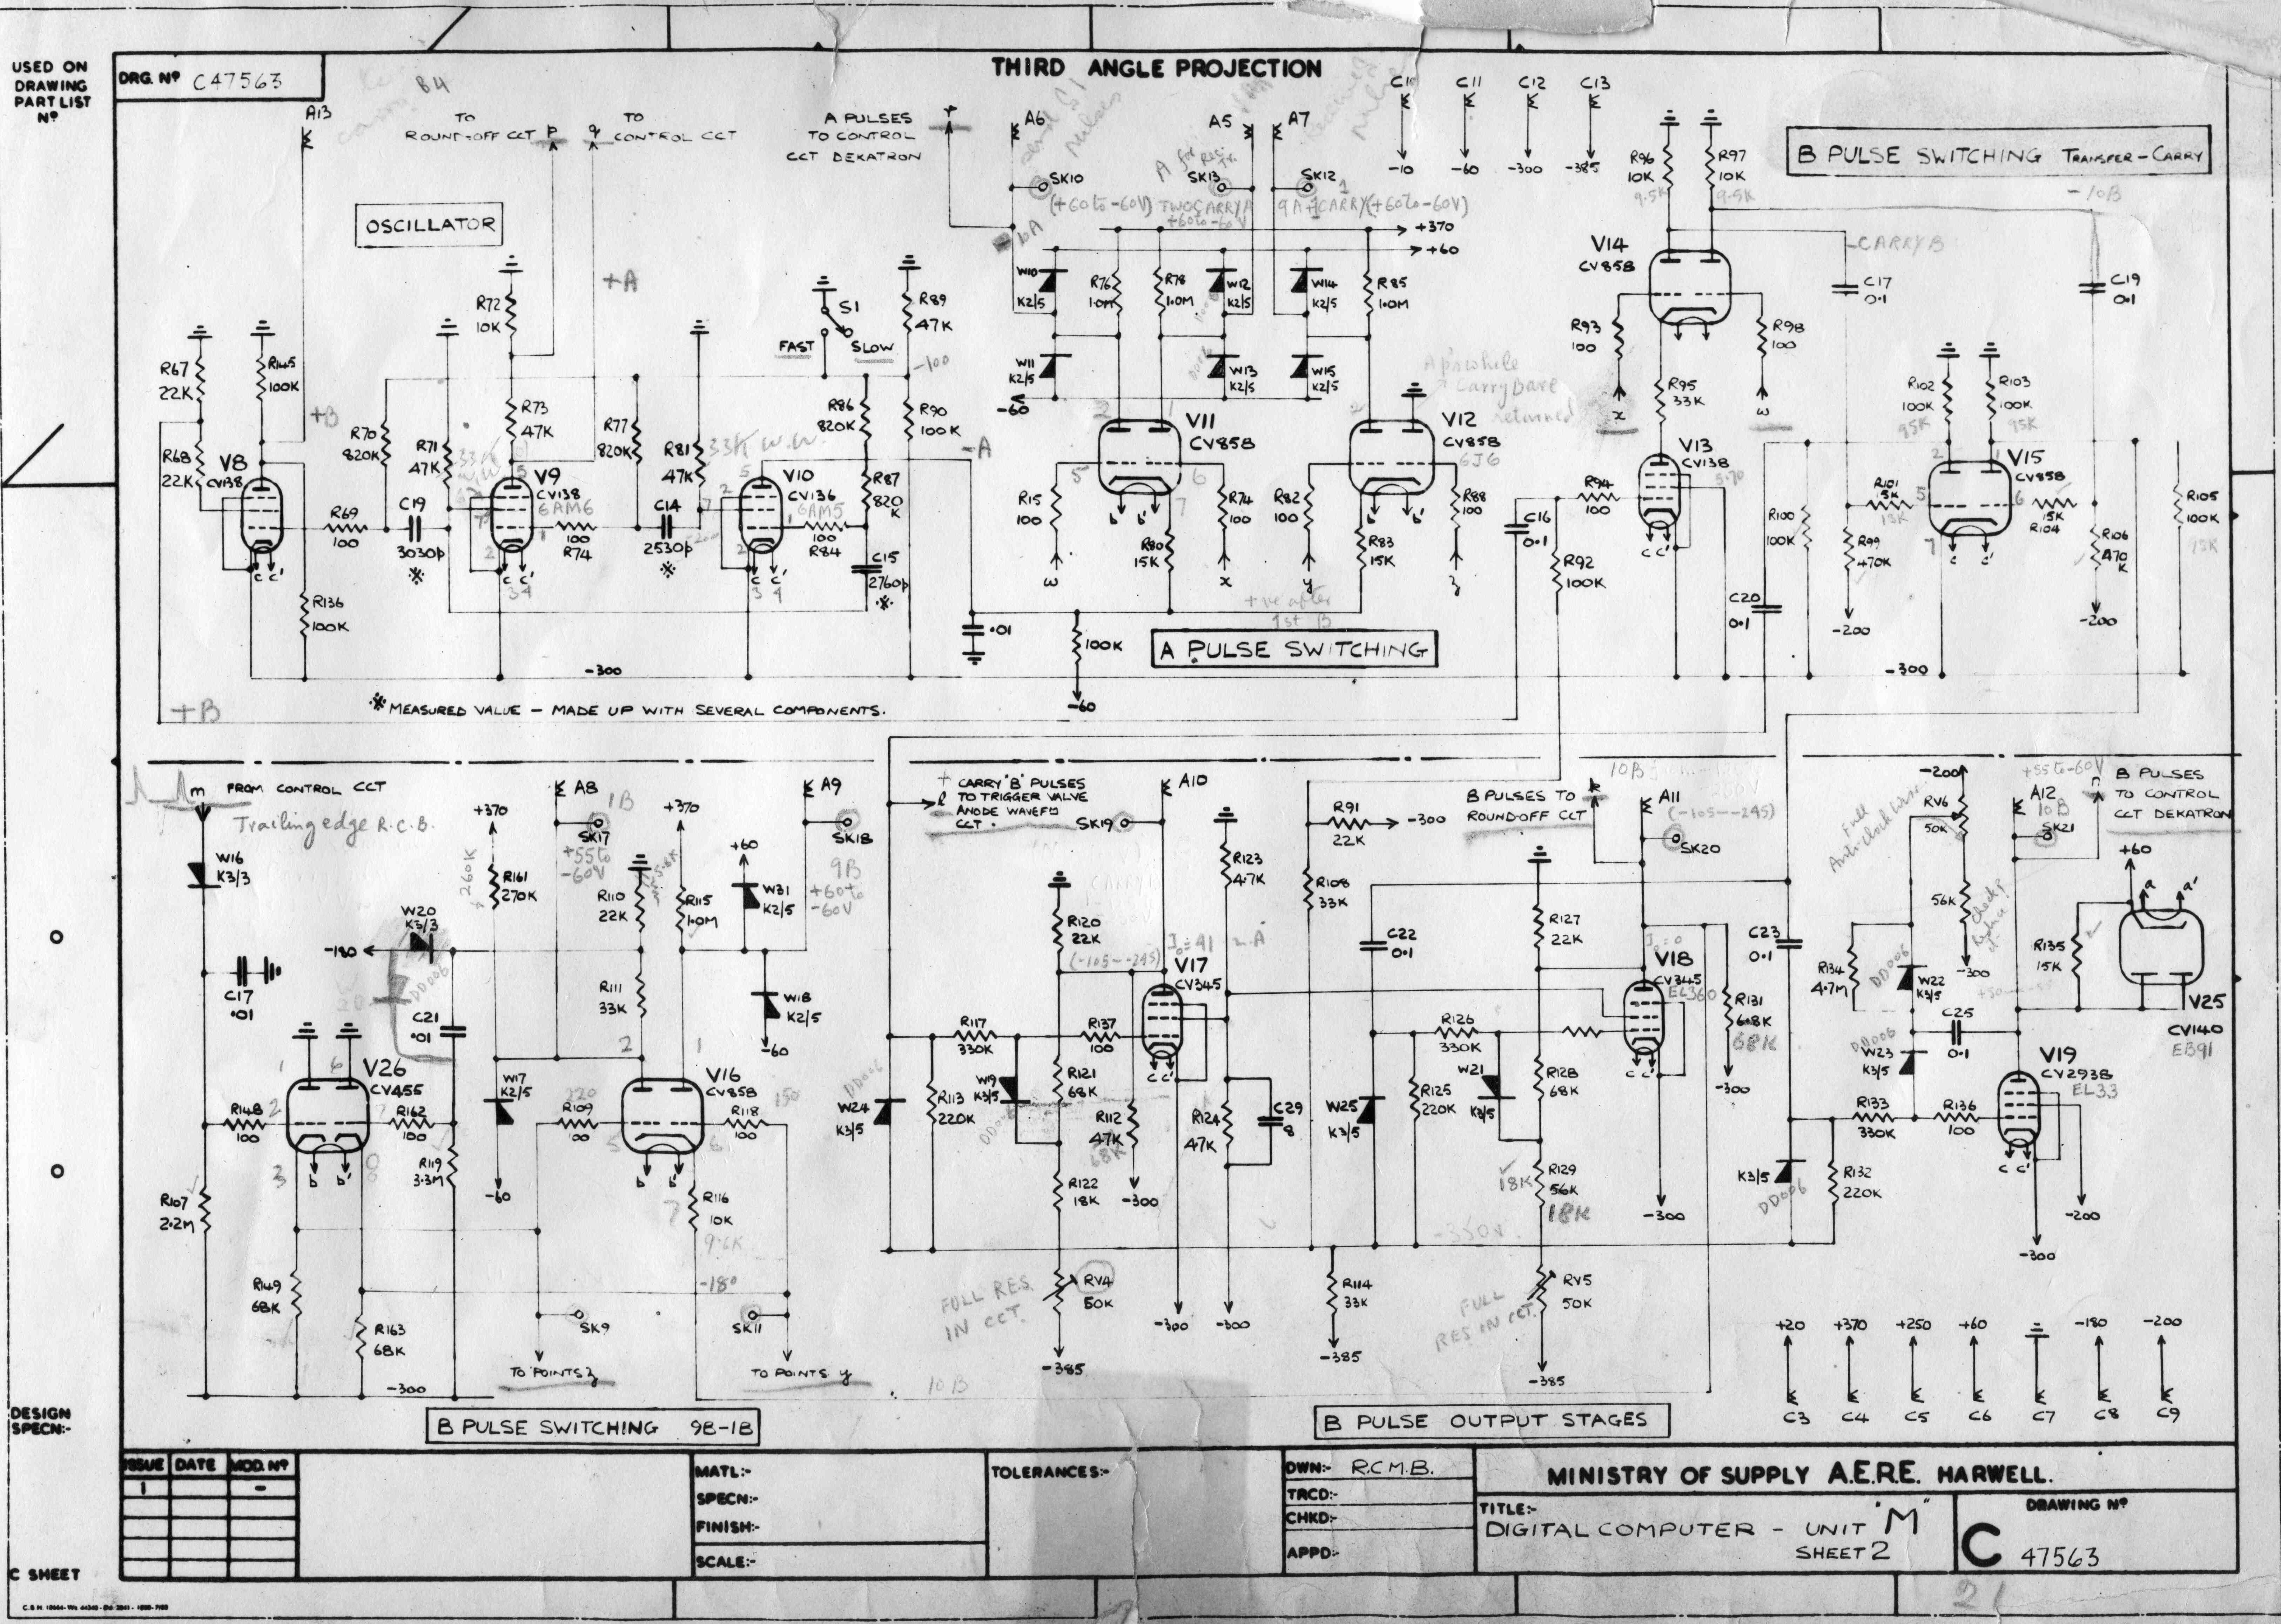 USED ON
DRAWING
PART LIST
Nº
DRG. Nº C47563
THIRD ANGLE PROJECTION
A13
B4
TO
ROUND-OFF CCT p
q TO
CONTROL CCT
A PULSES
TO CONTROL
CCT DEKATRON
r
A6
A5
A7
C10
C11
C12
C13
-10
-60
-300
-385
SK10
SK13
SK12
(+60 to -60V)
TWO CARRY A
+60 to -60V
9A+1 CARRY (+60 to -60V)
+370
+60
B PULSE SWITCHING TRANSFER-CARRY
-10B
-CARRY B
OSCILLATOR
+A
R72
10K
S1
FAST
SLOW
R89
47K
-100
W10
K2/5
R76
1.0M
R78
1.0M
W12
K2/5
W14
K2/5
R85
1.0M
W11
K2/5
W13
K2/5
W15
K2/5
-60
R96
10K
9.5K
R97
10K
9.5K
V14
CV858
C17
0.1
C19
0.1
R93
100
R98
100
R95
33K
x
w
R67
22K
R145
100K
+B
R68
22K
V8
CV138
R70
820K
R71
47K
R73
47K
V9
CV138
6AM6
R77
820K
R81
47K
33K W.W.
R86
820K
R90
100K
-A
V10
CV136
6AM5
R87
820
K
R69
100
C19
3030p
※
100
R74
C14
2530p
※
100
R84
C15
2760p
※
R136
100K
c c'
V11
CV858
V12
CV858
6J6
A pswhile
Carry bare
returned
R15
100
R74
100
R82
100
R88
100
b b'
R80
15K
R83
15K
w
x
y
z
+ve after
1st B
.01
100K
-60
A PULSE SWITCHING
V13
CV138
R94
100
C16
0.1
R92
100K
R100
100K
C20
0.1
R102
100K
95K
R103
100K
95K
V15
CV858
R101
15K
R99
470K
15K
R104
R106
470
K
R105
100K
-200
-200
-300
-300
+B
※ MEASURED VALUE - MADE UP WITH SEVERAL COMPONENTS.
m FROM CONTROL CCT
Trailing edge R.C.B.
W16
K3/3
C17
.01
W20
K3/3
-180
DD006
C21
.01
+370
260K
R161
270K
A8
1B
SK17
+55 to
-60V
+370
R110
22K
R115
1.0M
+60
W31
K2/5
A9
SK18
9B
+60 to
-60V
R111
33K
W18
K2/5
-60
V26
CV455
R148
100
R162
100
R119
3.3M
R107
2.2M
b b'
W17
K2/5
-60
220
R109
100
V16
CV858
R118
100
150
b b'
R116
10K
9.6K
-180
R149
68K
R163
68K
-300
SK9
SK11
TO POINTS z
TO POINTS y
B PULSE SWITCHING 9B-1B
+ CARRY 'B' PULSES
l TO TRIGGER VALVE
ANODE WAVEFM
CCT.
SK19
A10
R123
4.7K
R120
22K
(-105--245)
V17
CV345
W24
K3/5
DD006
R117
330K
R113
220K
W19
K3/5
R137
100
R121
68K
R112
47K
68K
-300
R124
47K
C29
8
R122
18K
RV4
50K
FULL RES.
IN CCT.
-385
-300
-300
10B
R91
22K
-300
R108
33K
B PULSES TO
ROUND-OFF CCT
k
10B
A11
(-105--245)
SK20
C22
0.1
R127
22K
V18
CV345
EL360
R131
6.8K
68K
-300
R126
330K
W25
K3/5
R125
220K
W21
K3/5
R128
68K
R129
56K
18K
18K
-300
-350V
R114
33K
-385
RV5
50K
FULL
RES IN CCT.
-385
B PULSE OUTPUT STAGES
-200
RV6
50K
Full
Anti-clockwise
56K
-300
+55 to -60V
A12
10B
SK21
n B PULSES
TO CONTROL
CCT DEKATRON
+60
a a'
C23
0.1
R134
4.7M
DD006
W22
K3/5
R135
15K
V25
CV140
EB91
DD006
W23
K3/5
C25
0.1
V19
CV2938
EL33
R133
330K
R136
100
K3/5
DD006
R132
220K
c c'
-200
-300
+20
+370
+250
+60
-180
-200
C3
C4
C5
C6
C7
C8
C9
DESIGN
SPECN:-
ISSUE DATE MOD. Nº
1 -
MATL:-
SPECN:-
FINISH:-
SCALE:-
TOLERANCES:-
DWN:- R.C.M.B.
TRCD:-
CHKD:-
APPD:-
MINISTRY OF SUPPLY A.E.R.E. HARWELL.
TITLE:-
DIGITAL COMPUTER - UNIT "M"
SHEET 2
DRAWING Nº
C 47563
C SHEET
21